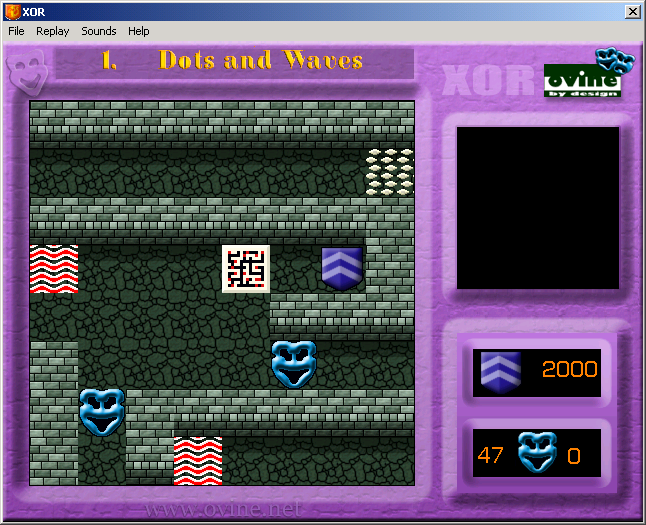 XOR
File Replay Sounds Help
1. Dots and Waves
XOR
ovine
by design
2000
47 0
www.ovine.net